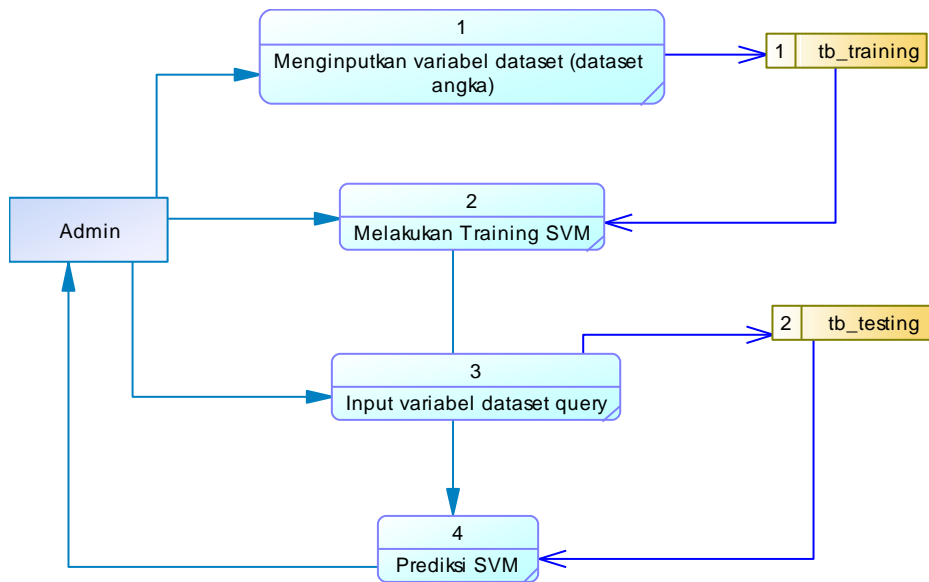 1
Menginputkan variabel dataset (dataset
angka)
1 tb_training
2
Melakukan Training SVM
Admin
2 tb_testing
3
Input variabel dataset query
4
Prediksi SVM